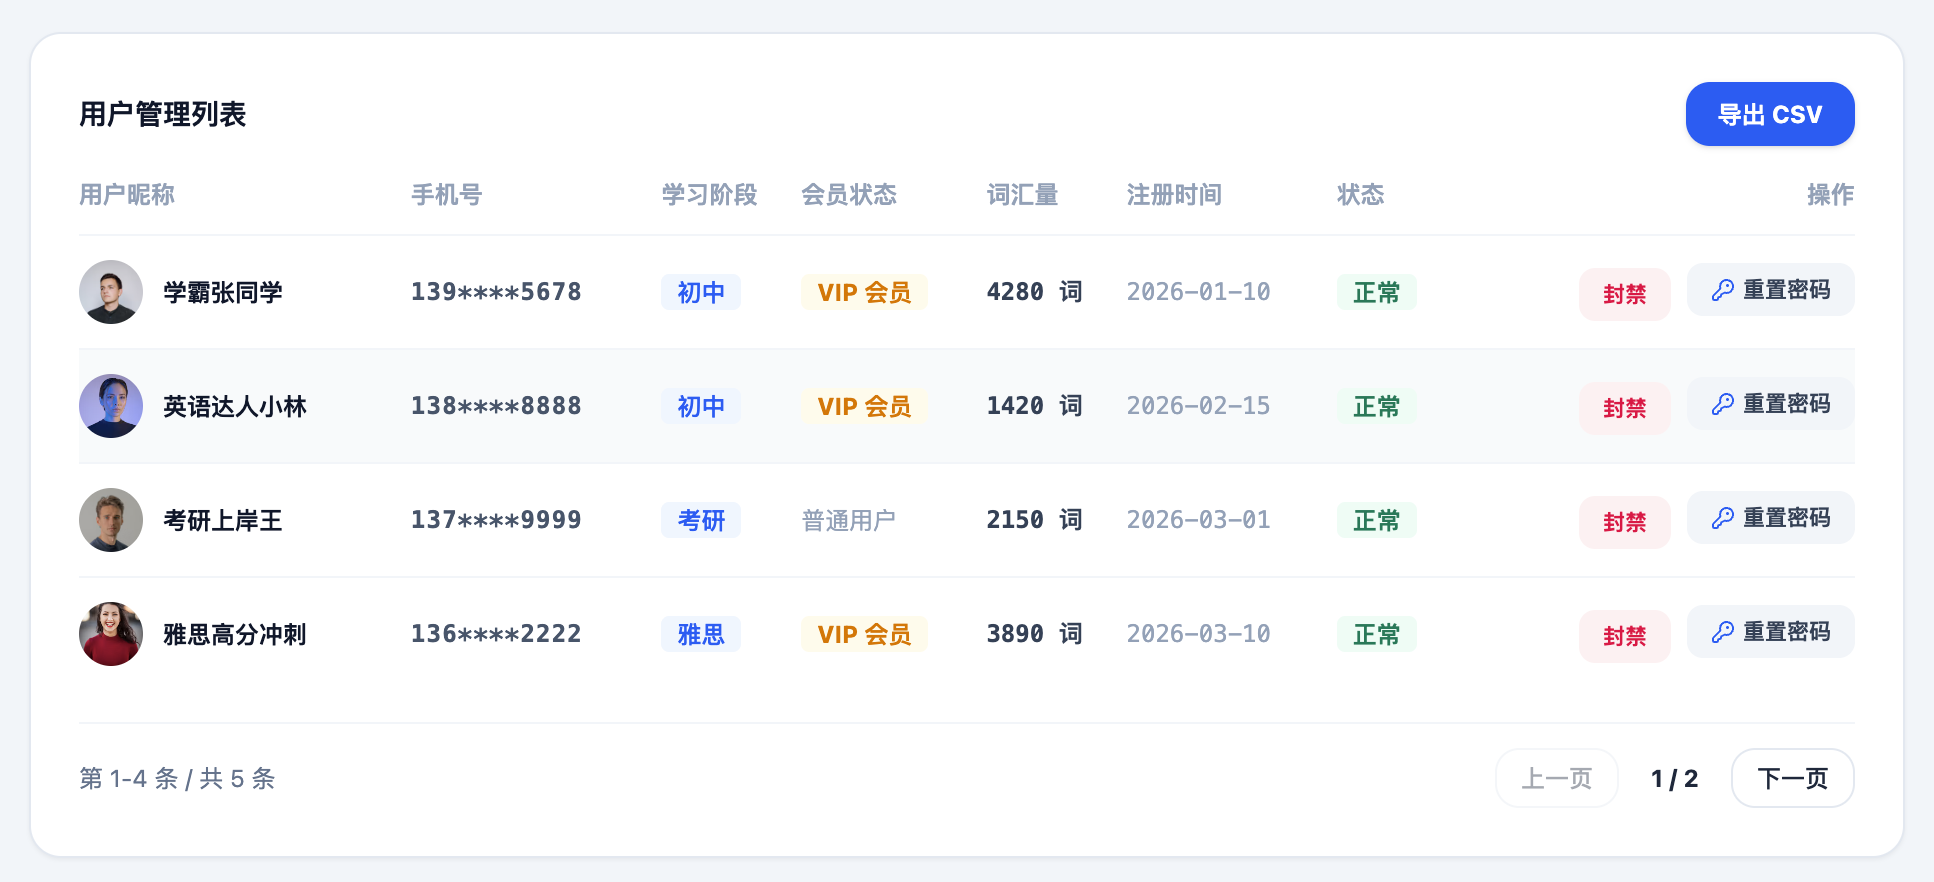 用户管理列表 导出 CSV
用户昵称 手机号 学习阶段 会员状态 词汇量 注册时间 状态 操作
学霸张同学 139****5678 初中 VIP 会员 4280 词 2026-01-10 正常 封禁 重置密码
英语达人小林 138****8888 初中 VIP 会员 1420 词 2026-02-15 正常 封禁 重置密码
考研上岸王 137****9999 考研 普通用户 2150 词 2026-03-01 正常 封禁 重置密码
雅思高分冲刺 136****2222 雅思 VIP 会员 3890 词 2026-03-10 正常 封禁 重置密码
第 1-4 条 / 共 5 条 上一页 1 / 2 下一页